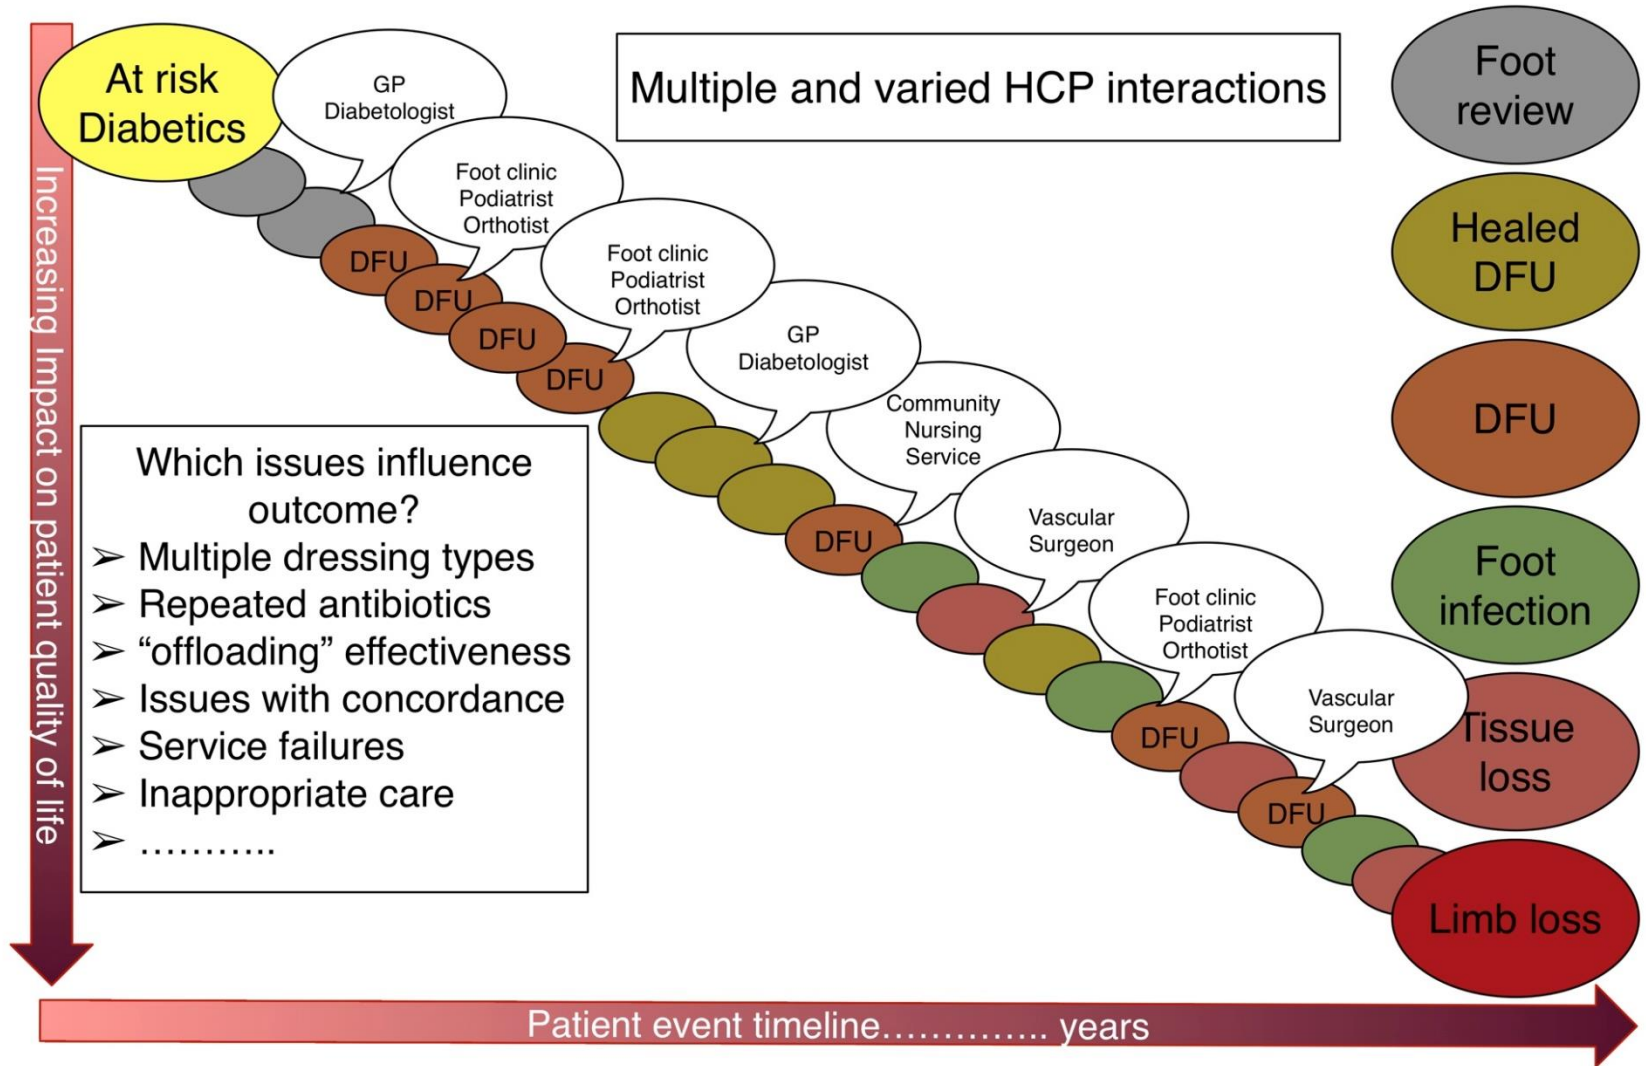 At risk
Diabetics
GP
Diabetologist
Multiple and varied HCP interactions
Foot
review
Foot clinic
Podiatrist
Orthotist
Healed
DFU
Foot clinic
Podiatrist
Orthotist
DFU
DFU
DFU
DFU
GP
Diabetologist
DFU
Community
Nursing
Service
Which issues influence
outcome?
➢ Multiple dressing types
➢ Repeated antibiotics
➢ “offloading” effectiveness
➢ Issues with concordance
➢ Service failures
➢ Inappropriate care
➢ ………..
DFU
Vascular
Surgeon
Foot
infection
Foot clinic
Podiatrist
Orthotist
DFU
Vascular
Surgeon
Tissue
loss
DFU
Limb loss
Increasing Impact on patient quality of life
Patient event timeline………….. years